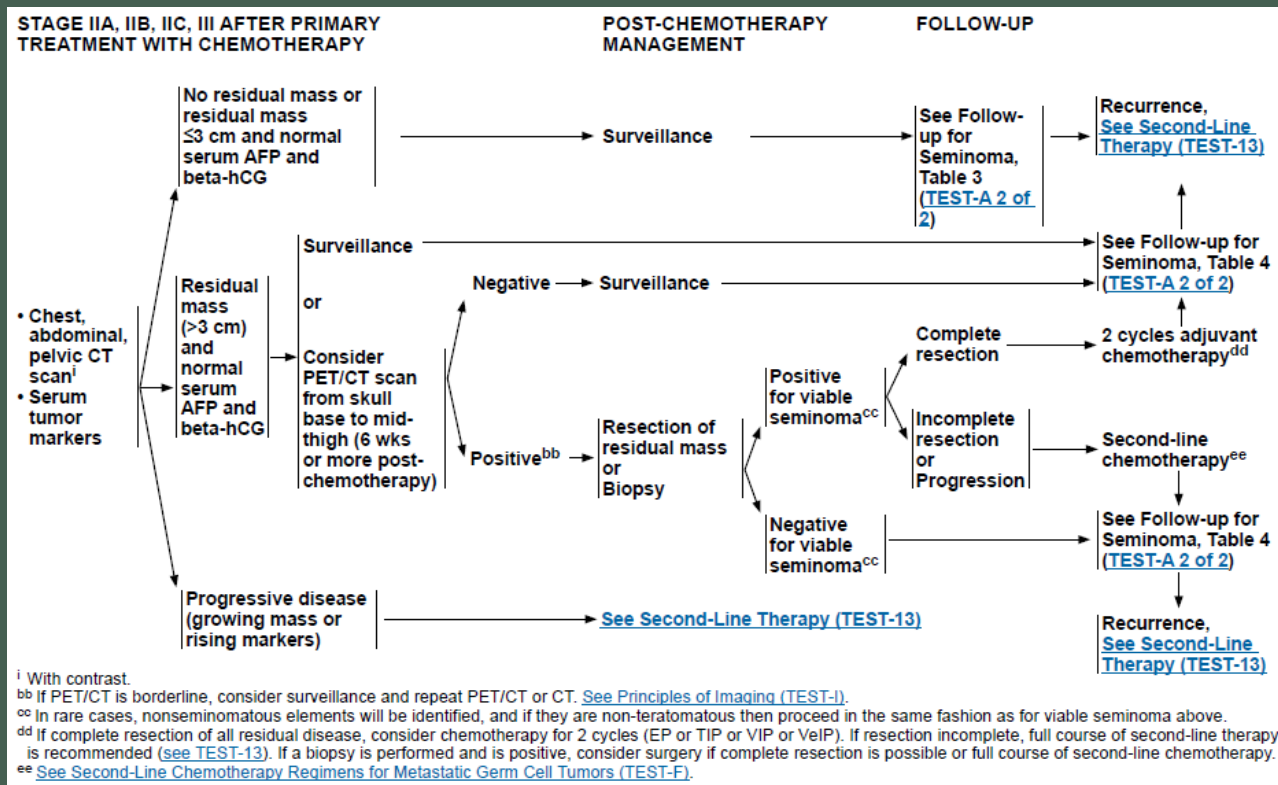 STAGE IIA, IIB, IIC, III AFTER PRIMARY
TREATMENT WITH CHEMOTHERAPY
POST-CHEMOTHERAPY
MANAGEMENT
FOLLOW-UP
No residual mass or
residual mass
≤3 cm and normal
serum AFP and
beta-hCG
Surveillance
See Follow-
up for
Seminoma,
Table 3
(TEST-A 2 of
2)
Recurrence,
See Second-Line
Therapy (TEST-13)
• Chest,
abdominal,
pelvic CT
scanⁱ
• Serum
tumor
markers
Residual
mass
(>3 cm)
and
normal
serum
AFP and
beta-hCG
Surveillance
or
Consider
PET/CT scan
from skull
base to mid-
thigh (6 wks
or more post-
chemotherapy)
Negative
Surveillance
See Follow-up for
Seminoma, Table 4
(TEST-A 2 of 2)
Positivebb
Resection of
residual mass
or
Biopsy
Positive
for viable
seminomacc
Complete
resection
2 cycles adjuvant
chemotherapydd
Incomplete
resection
or
Progression
Second-line
chemotherapyee
Negative
for viable
seminomacc
See Follow-up for
Seminoma, Table 4
(TEST-A 2 of 2)
Recurrence,
See Second-Line
Therapy (TEST-13)
Progressive disease
(growing mass or
rising markers)
See Second-Line Therapy (TEST-13)
i With contrast.
bb If PET/CT is borderline, consider surveillance and repeat PET/CT or CT. See Principles of Imaging (TEST-I).
cc In rare cases, nonseminomatous elements will be identified, and if they are non-teratomatous then proceed in the same fashion as for viable seminoma above.
dd If complete resection of all residual disease, consider chemotherapy for 2 cycles (EP or TIP or VIP or VeIP). If resection incomplete, full course of second-line therapy
is recommended (see TEST-13). If a biopsy is performed and is positive, consider surgery if complete resection is possible or full course of second-line chemotherapy.
ee See Second-Line Chemotherapy Regimens for Metastatic Germ Cell Tumors (TEST-F).